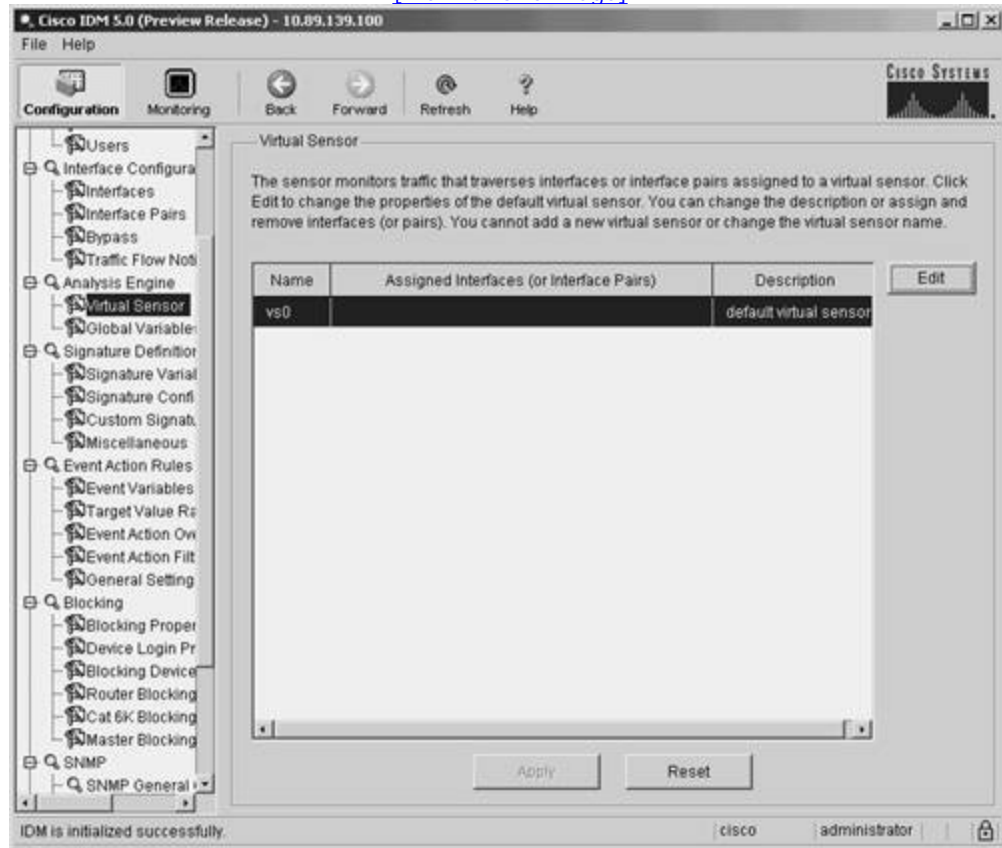 Cisco IDM 5.0 (Preview Release) - 10.89.139.100
File Help
Configuration Monitoring Back Forward Refresh Help
CISCO SYSTEMS
Users
Interface Configura
Interfaces
Interface Pairs
Bypass
Traffic Flow Noti
Analysis Engine
Virtual Sensor
Global Variable
Signature Definition
Signature Varial
Signature Confi
Custom Signatu
Miscellaneous
Event Action Rules
Event Variables
Target Value Ra
Event Action Ove
Event Action Filt
General Setting
Blocking
Blocking Proper
Device Login Pr
Blocking Device
Router Blocking
Cat 6K Blocking
Master Blocking
SNMP
SNMP General
Virtual Sensor
The sensor monitors traffic that traverses interfaces or interface pairs assigned to a virtual sensor. Click
Edit to change the properties of the default virtual sensor. You can change the description or assign and
remove interfaces (or pairs). You cannot add a new virtual sensor or change the virtual sensor name.
Name Assigned Interfaces (or Interface Pairs) Description
vs0 default virtual sensor
Edit
Apply Reset
IDM is initialized successfully. cisco administrator